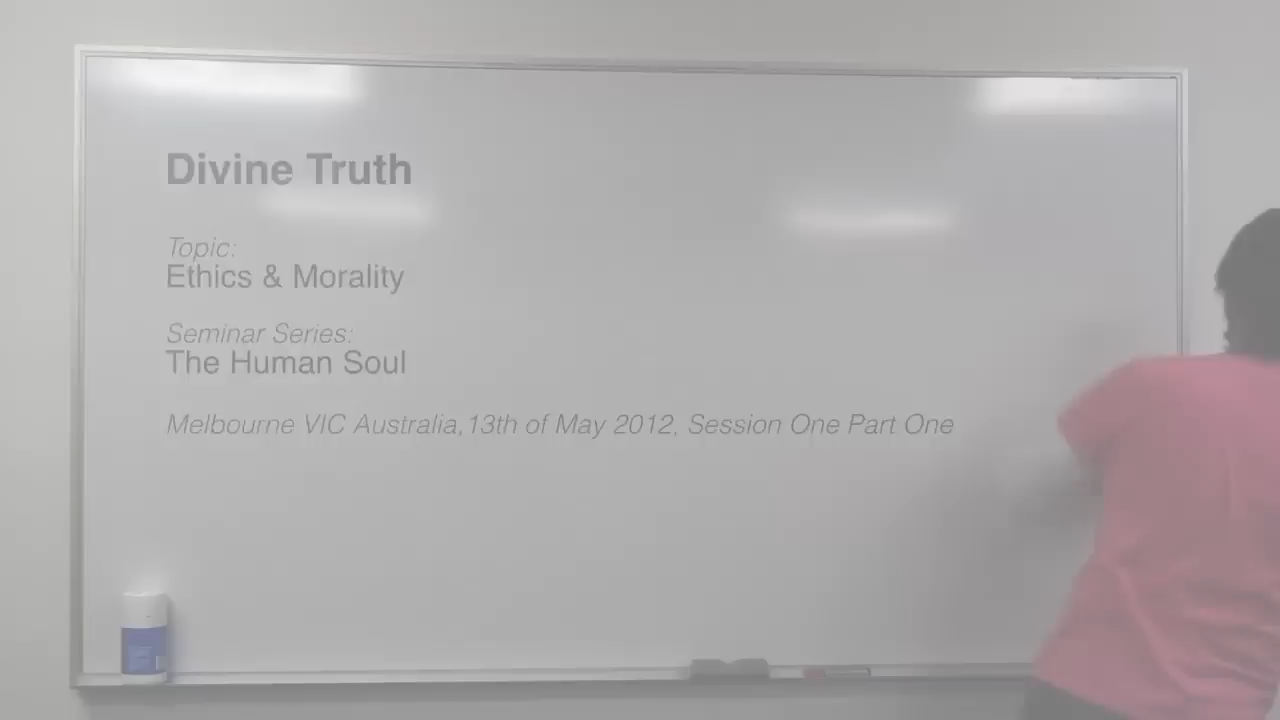 Divine Truth
Topic:
Ethics & Morality
Seminar Series:
The Human Soul
Melbourne VIC Australia, 13th of May 2012, Session One Part One